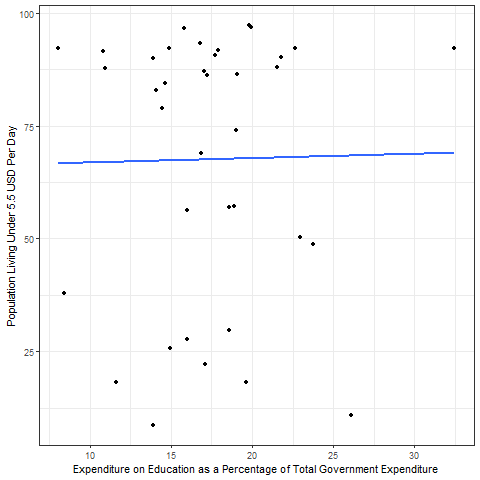 Population Living Under 5.5 USD Per Day
100
75
50
25
10 15 20 25 30
Expenditure on Education as a Percentage of Total Government Expenditure